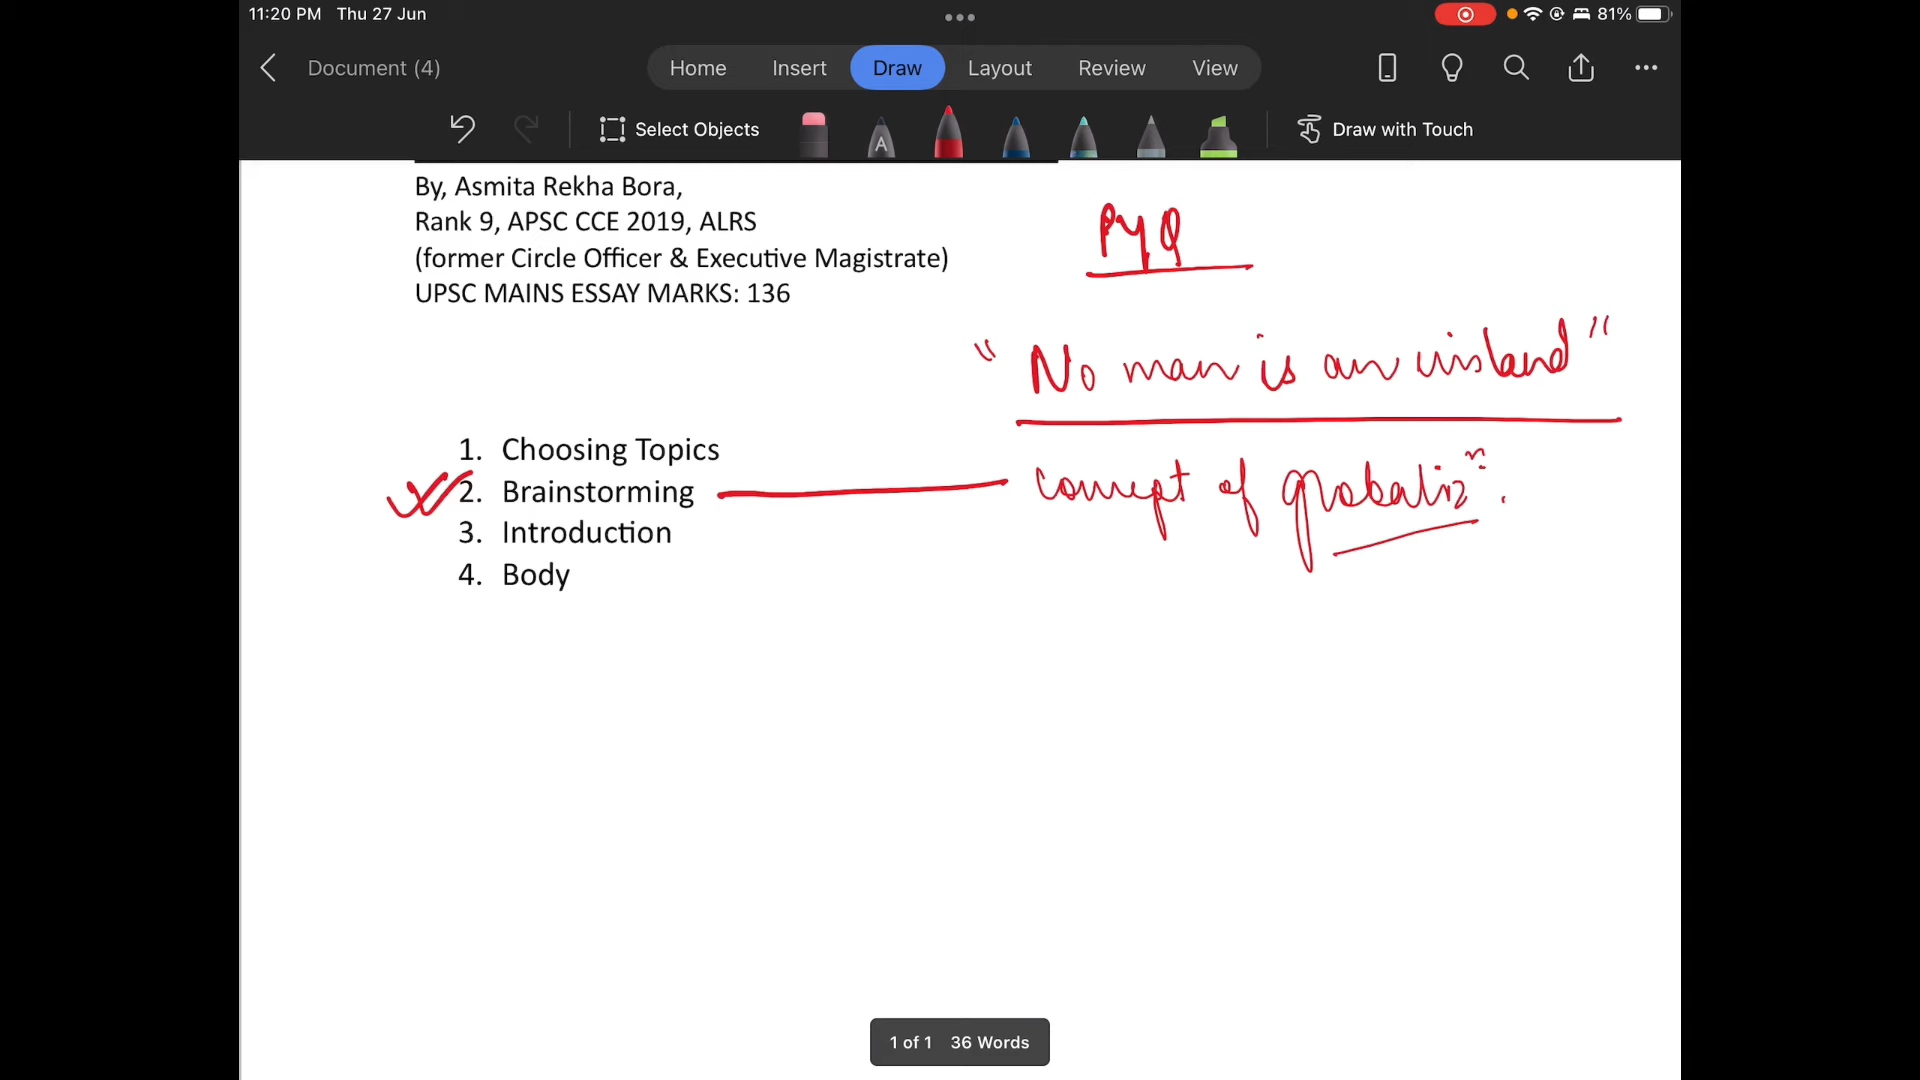 11:20 PM Thu 27 Jun 81%
Document (4) Home Insert Draw Layout Review View
Select Objects A Draw with Touch
By, Asmita Rekha Bora,
Rank 9, APSC CCE 2019, ALRS
(former Circle Officer & Executive Magistrate)
UPSC MAINS ESSAY MARKS: 136
PYQ
"No man is an island"
1. Choosing Topics
2. Brainstorming
concept of globalizn.
3. Introduction
4. Body
1 of 1 36 Words